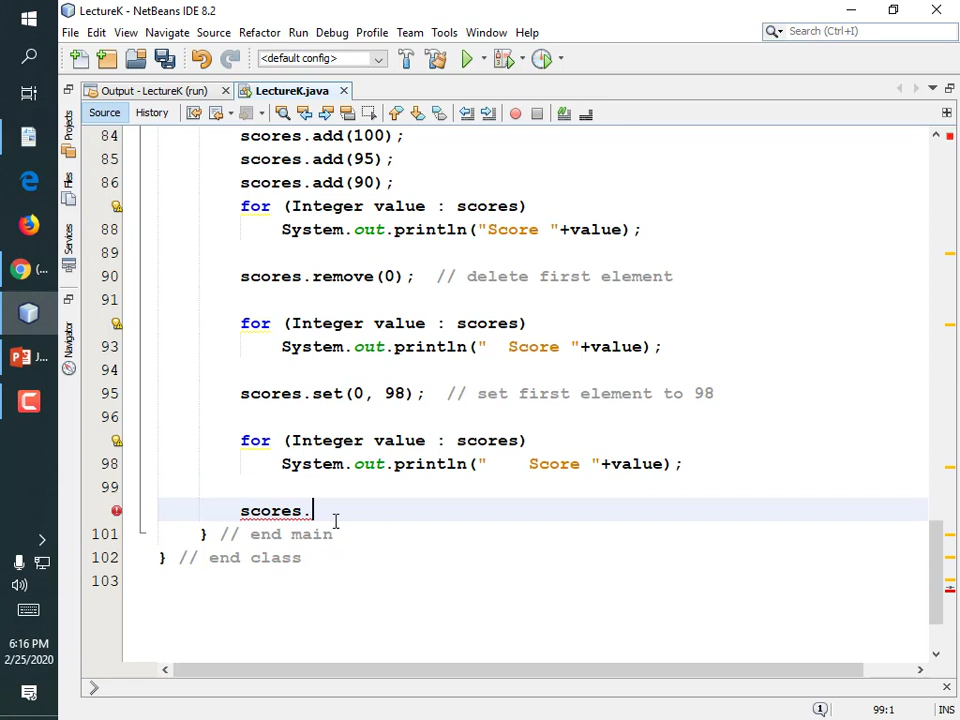 LectureK - NetBeans IDE 8.2
File Edit View Navigate Source Refactor Run Debug Profile Team Tools Window Help
Search (Ctrl+I)
<default config>
Output - LectureK (run) x LectureK.java x
Source History
Projects
Files
Services
Navigator
84 scores.add(100);
85 scores.add(95);
86 scores.add(90);
for (Integer value : scores)
88 System.out.println("Score "+value);
89
90 scores.remove(0);  // delete first element
91
for (Integer value : scores)
93 System.out.println("  Score "+value);
94
95 scores.set(0, 98);  // set first element to 98
96
for (Integer value : scores)
98 System.out.println("    Score "+value);
99
scores.
101 } // end main
102 } // end class
103
(...
J...
6:16 PM
2/25/2020
1
99:1 INS